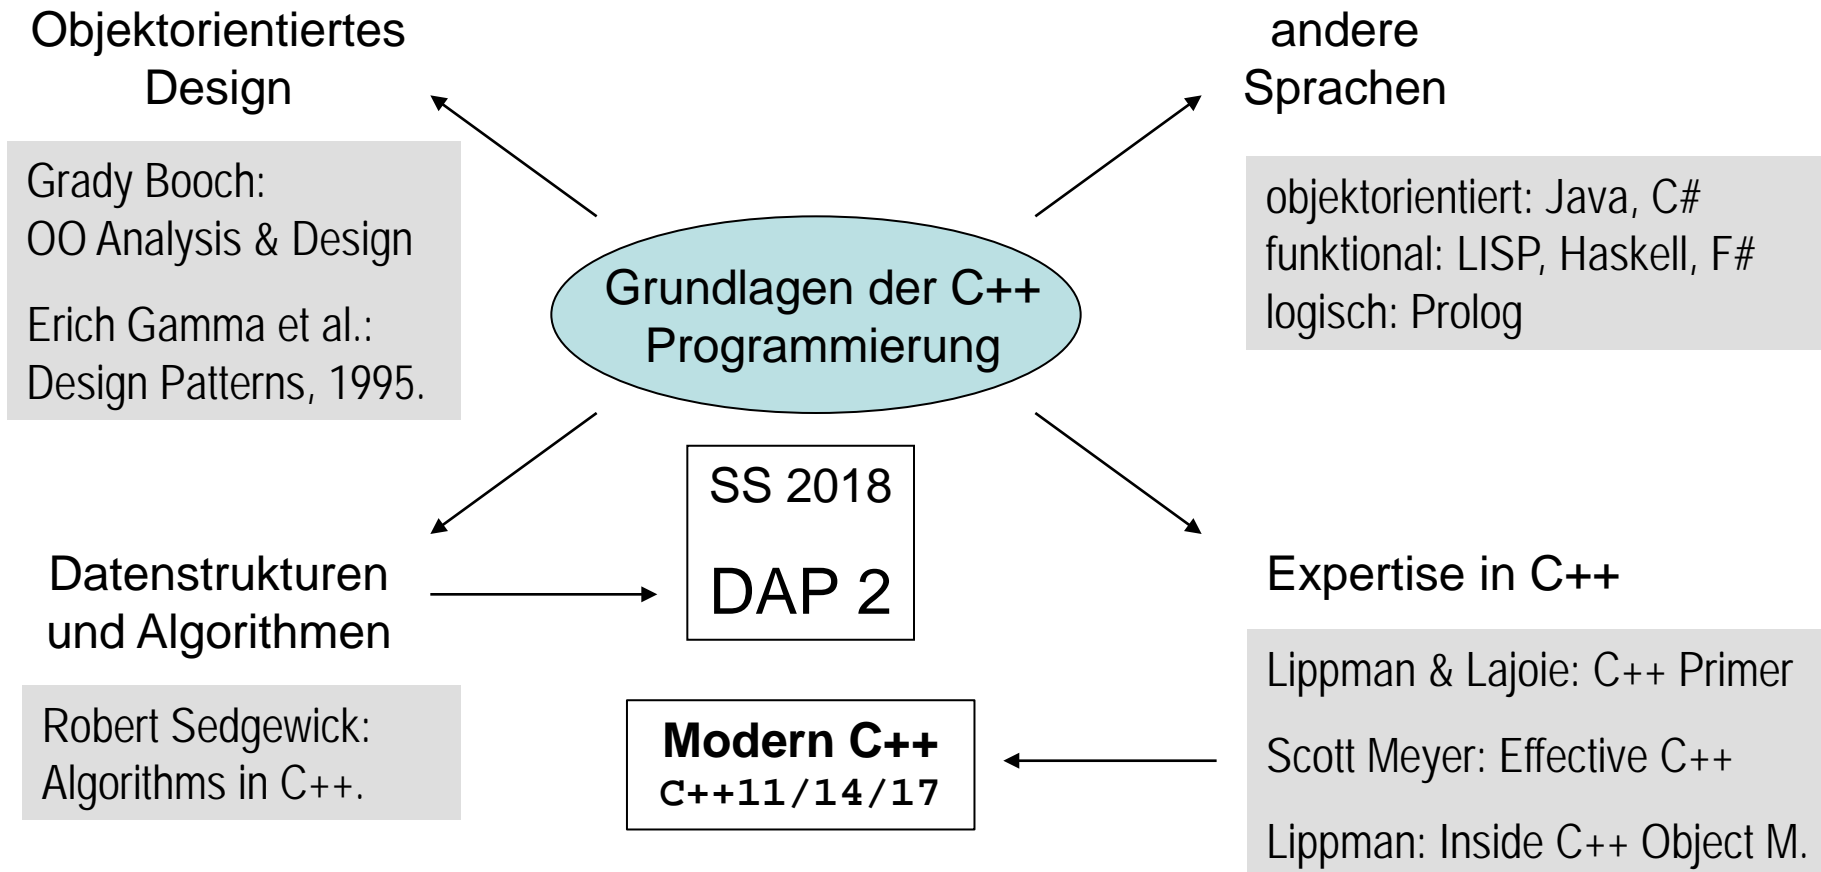 Objektorientiertes
Design
Grady Booch:
OO Analysis & Design
Erich Gamma et al.:
Design Patterns, 1995.
andere
Sprachen
objektorientiert: Java, C#
funktional: LISP, Haskell, F#
logisch: Prolog
Grundlagen der C++
Programmierung
Datenstrukturen
und Algorithmen
Robert Sedgewick:
Algorithms in C++.
SS 2018
DAP 2
Modern C++
C++11/14/17
Expertise in C++
Lippman & Lajoie: C++ Primer
Scott Meyer: Effective C++
Lippman: Inside C++ Object M.